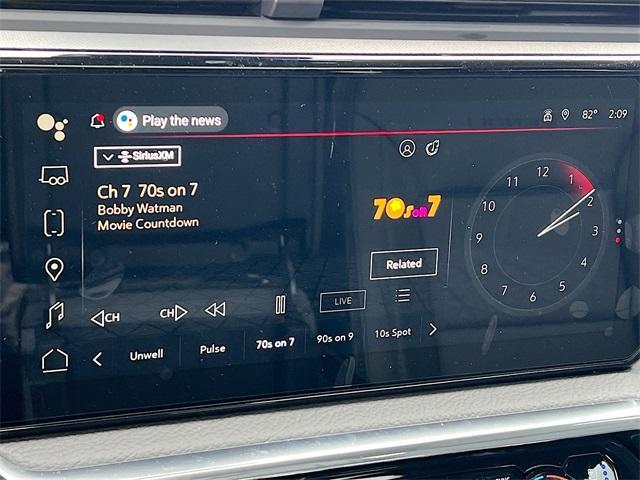 Play the news
82° 2:09
SiriusXM
Ch 7 70s on 7
Bobby Watman
Movie Countdown
70s on 7
Related
CH
CH
LIVE
Unwell
Pulse
70s on 7
90s on 9
10s Spot
12
1
2
3
4
5
6
7
8
9
10
11
SYNC